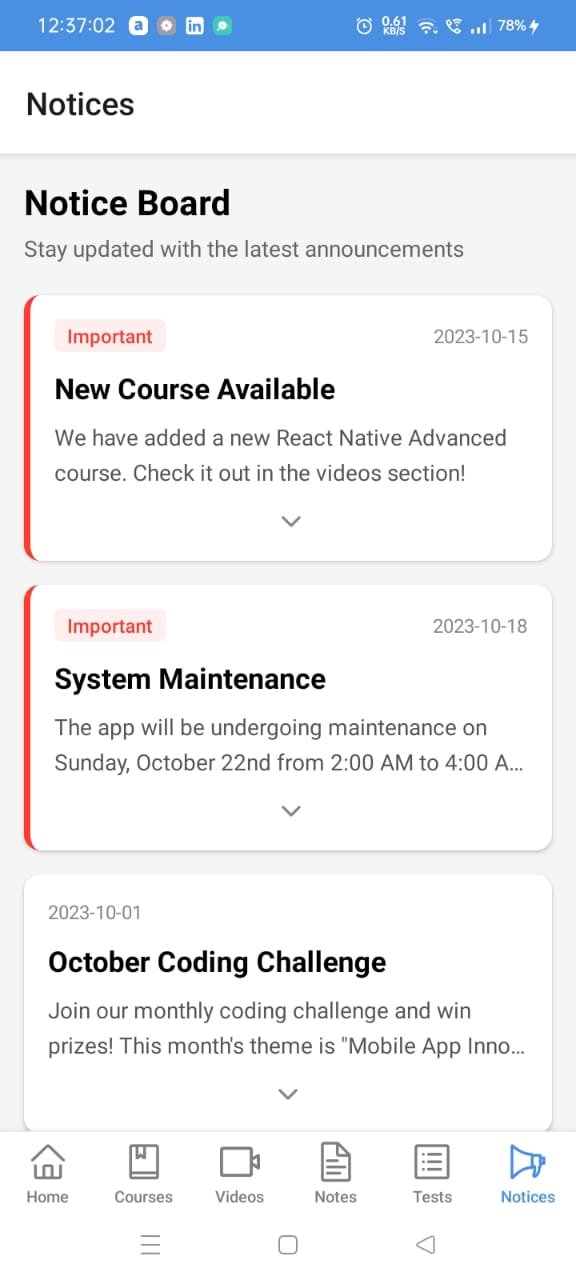 12:37:02 a in 0.61 KB/S 78%
Notices
Notice Board
Stay updated with the latest announcements
Important 2023-10-15
New Course Available
We have added a new React Native Advanced
course. Check it out in the videos section!
Important 2023-10-18
System Maintenance
The app will be undergoing maintenance on
Sunday, October 22nd from 2:00 AM to 4:00 A...
2023-10-01
October Coding Challenge
Join our monthly coding challenge and win
prizes! This month's theme is "Mobile App Inno...
Home Courses Videos Notes Tests Notices